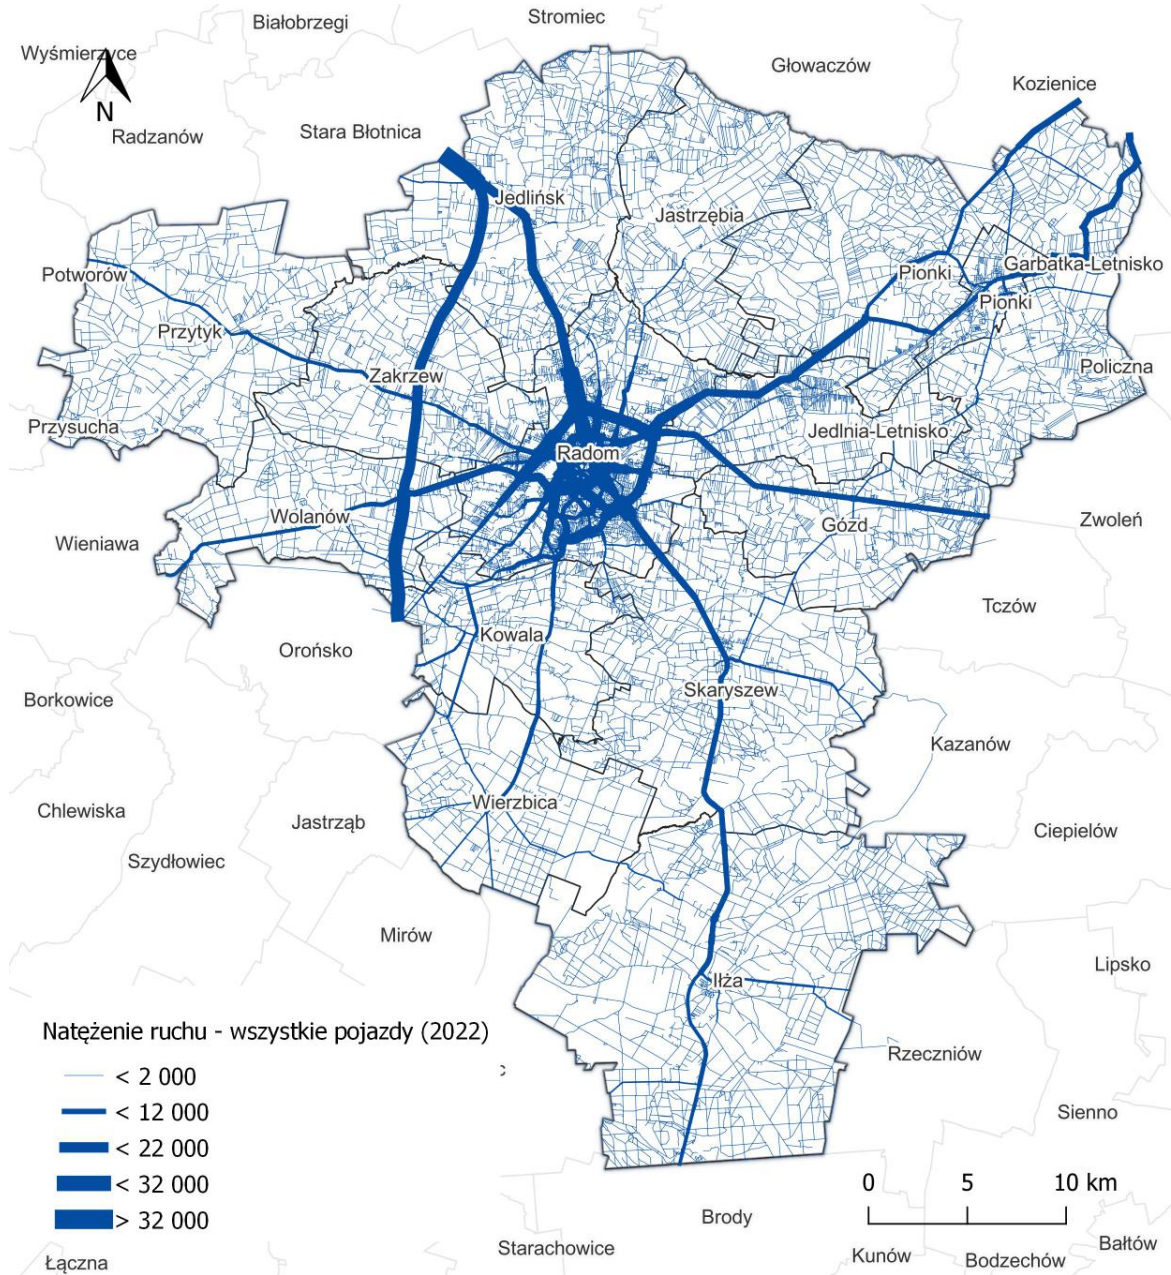 Stromiec
Białobrzegi
Wyśmierzyce
Głowaczów
Kozienice
N
Radzanów
Stara Błotnica
Jedlińsk
Jastrzębia
Potworów
Pionki
Garbatka-Letnisko
Pionki
Przytyk
Zakrzew
Policzna
Przysucha
Jedlnia-Letnisko
Radom
Wolanów
Gózd
Zwoleń
Wieniawa
Tczów
Orońsko
Kowala
Skaryszew
Borkowice
Kazanów
Chlewiska
Jastrząb
Wierzbica
Ciepielów
Szydłowiec
Mirów
Lipsko
Iłża
Natężenie ruchu - wszystkie pojazdy (2022)
< 2 000
< 12 000
< 22 000
< 32 000
> 32 000
Rzeczniów
Sienno
0 5 10 km
Brody
Starachowice
Kunów
Bodzechów
Bałtów
Łączna